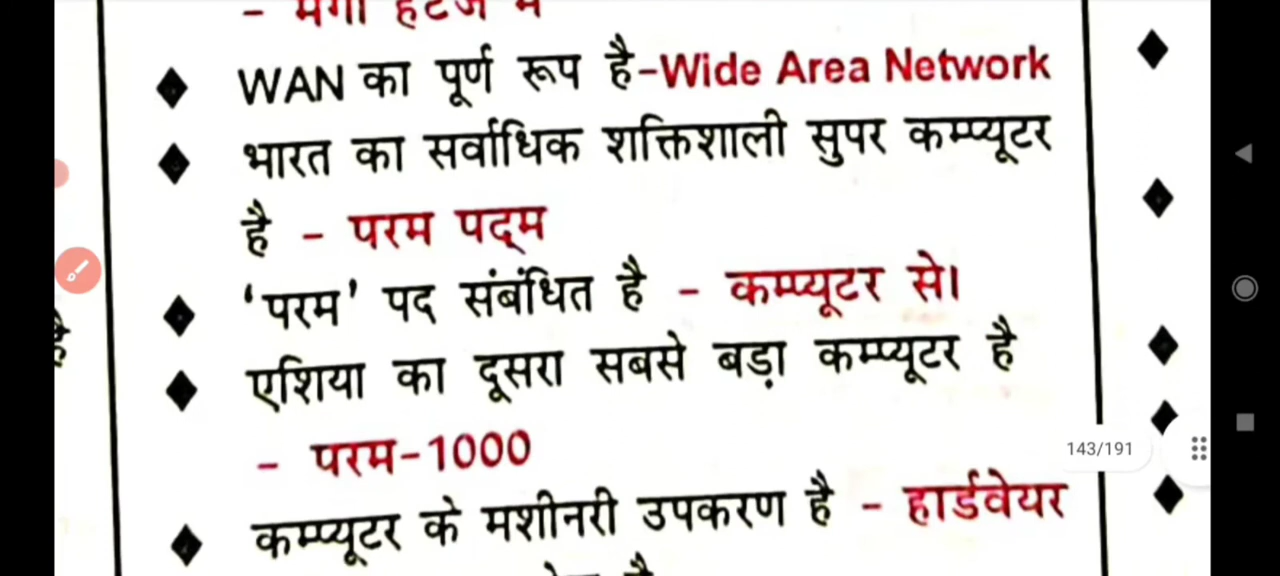 - मेगा हर्ट्ज में
WAN का पूर्ण रूप है-Wide Area Network
भारत का सर्वाधिक शक्तिशाली सुपर कम्प्यूटर
है - परम पद्म
'परम' पद संबंधित है - कम्प्यूटर से।
एशिया का दूसरा सबसे बड़ा कम्प्यूटर है
- परम-1000
143/191
कम्प्यूटर के मशीनरी उपकरण है - हार्डवेयर